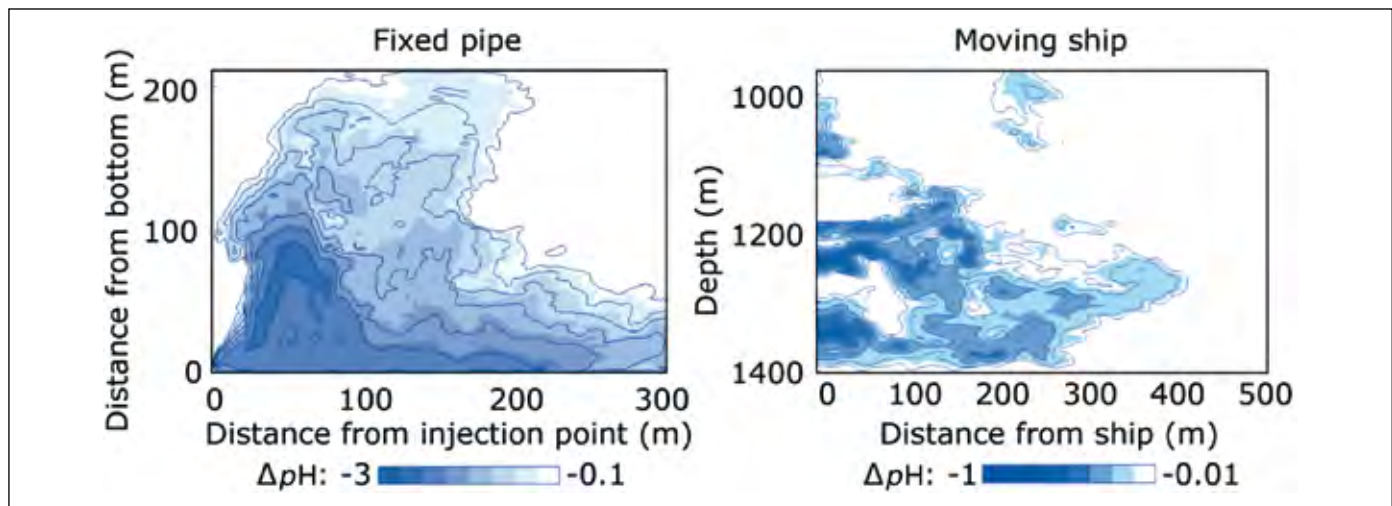 Fixed pipe
Distance from bottom (m)
200
100
0
0 100 200 300
Distance from injection point (m)
ΔpH: -3 -0.1
Moving ship
Depth (m)
1000
1200
1400
0 100 200 300 400 500
Distance from ship (m)
ΔpH: -1 -0.01